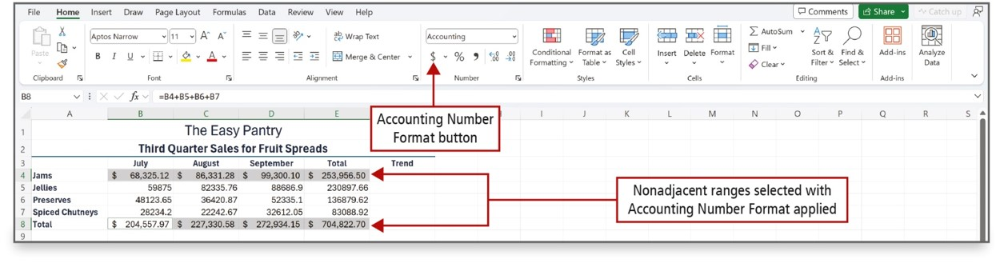 File Home Insert Draw Page Layout Formulas Data Review View Help Comments Share Catch up
Paste
Clipboard
Aptos Narrow 11 A A
B I U A
Font
ab Wrap Text
Merge & Center
Alignment
Accounting
$ % 9
Number
Conditional Formatting
Format as Table
Cell Styles
Styles
Insert Delete Format
Cells
AutoSum
Fill
Clear
Sort & Filter
Find & Select
Editing
Add-ins
Add-ins
Analyze Data
B8 fx =B4+B5+B6+B7
A B C D E I J K L M N O P Q R S
1 The Easy Pantry
2 Third Quarter Sales for Fruit Spreads
3 July August September Total Trend
4 Jams $ 68,325.12 $ 86,331.28 $ 99,300.10 $ 253,956.50
5 Jellies 59875 82335.76 88686.9 230897.66
6 Preserves 48123.65 36420.87 52335.1 136879.62
7 Spiced Chutneys 28234.2 22242.67 32612.05 83088.92
8 Total $ 204,557.97 $ 227,330.58 $ 272,934.15 $ 704,822.70
9
Accounting Number
Format button
Nonadjacent ranges selected with
Accounting Number Format applied